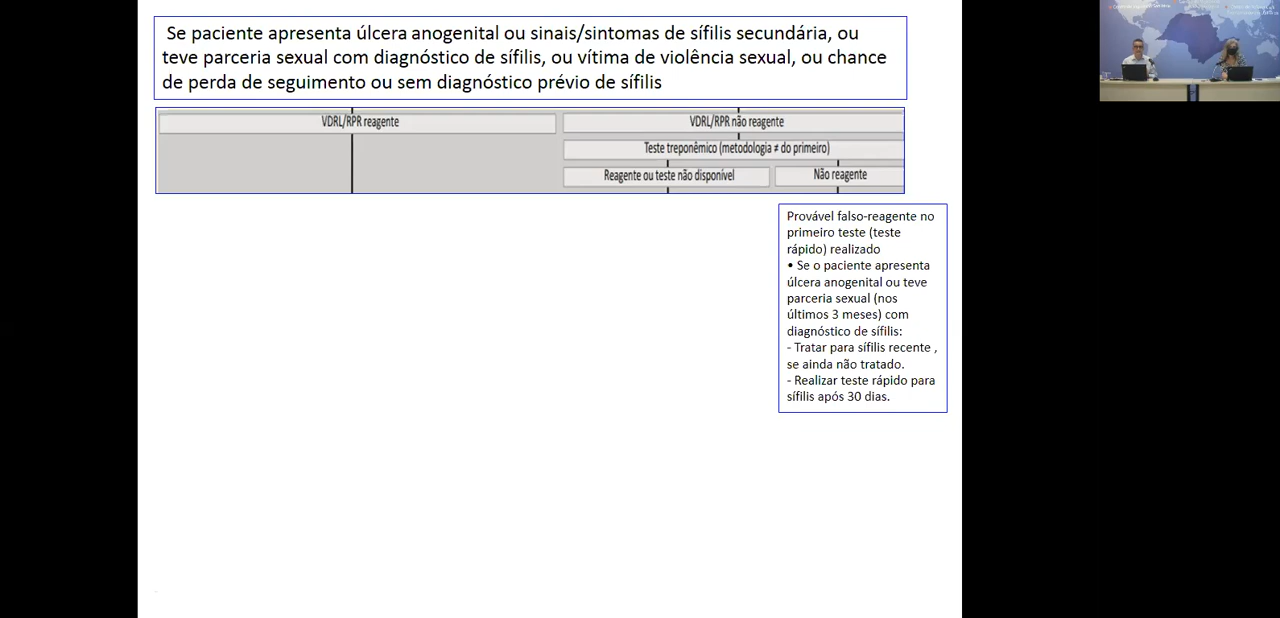 Se paciente apresenta úlcera anogenital ou sinais/sintomas de sífilis secundária, ou
teve parceria sexual com diagnóstico de sífilis, ou vítima de violência sexual, ou chance
de perda de seguimento ou sem diagnóstico prévio de sífilis
VDRL/RPR reagente
VDRL/RPR não reagente
Teste treponêmico (metodologia ≠ do primeiro)
Reagente ou teste não disponível
Não reagente
Provável falso-reagente no
primeiro teste (teste
rápido) realizado
• Se o paciente apresenta
úlcera anogenital ou teve
parceria sexual (nos
últimos 3 meses) com
diagnóstico de sífilis:
- Tratar para sífilis recente ,
se ainda não tratado.
- Realizar teste rápido para
sífilis após 30 dias.